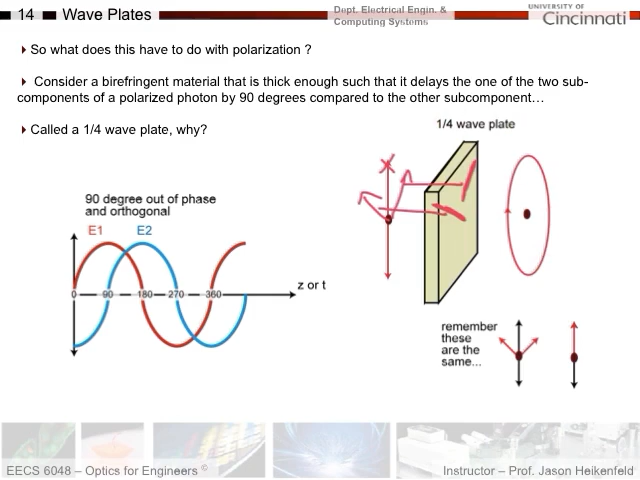 14 Wave Plates
Dept. Electrical Engin. &
Computing Systems
UNIVERSITY OF
Cincinnati
So what does this have to do with polarization ?
Consider a birefringent material that is thick enough such that it delays the one of the two sub-
components of a polarized photon by 90 degrees compared to the other subcomponent…
Called a 1/4 wave plate, why?
1/4 wave plate
90 degree out of phase
and orthogonal
E1 E2
z or t
0 90 180 270 360
remember
these
are the
same...
EECS 6048 – Optics for Engineers ©
Instructor – Prof. Jason Heikenfeld